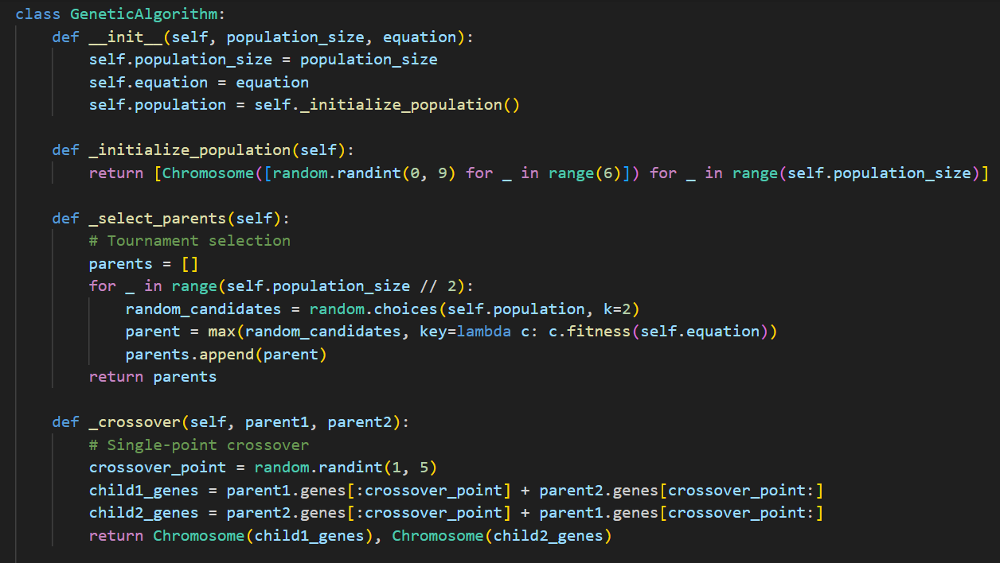 class GeneticAlgorithm:
    def __init__(self, population_size, equation):
        self.population_size = population_size
        self.equation = equation
        self.population = self._initialize_population()

    def _initialize_population(self):
        return [Chromosome([random.randint(0, 9) for _ in range(6)]) for _ in range(self.population_size)]

    def _select_parents(self):
        # Tournament selection
        parents = []
        for _ in range(self.population_size // 2):
            random_candidates = random.choices(self.population, k=2)
            parent = max(random_candidates, key=lambda c: c.fitness(self.equation))
            parents.append(parent)
        return parents

    def _crossover(self, parent1, parent2):
        # Single-point crossover
        crossover_point = random.randint(1, 5)
        child1_genes = parent1.genes[:crossover_point] + parent2.genes[crossover_point:]
        child2_genes = parent2.genes[:crossover_point] + parent1.genes[crossover_point:]
        return Chromosome(child1_genes), Chromosome(child2_genes)